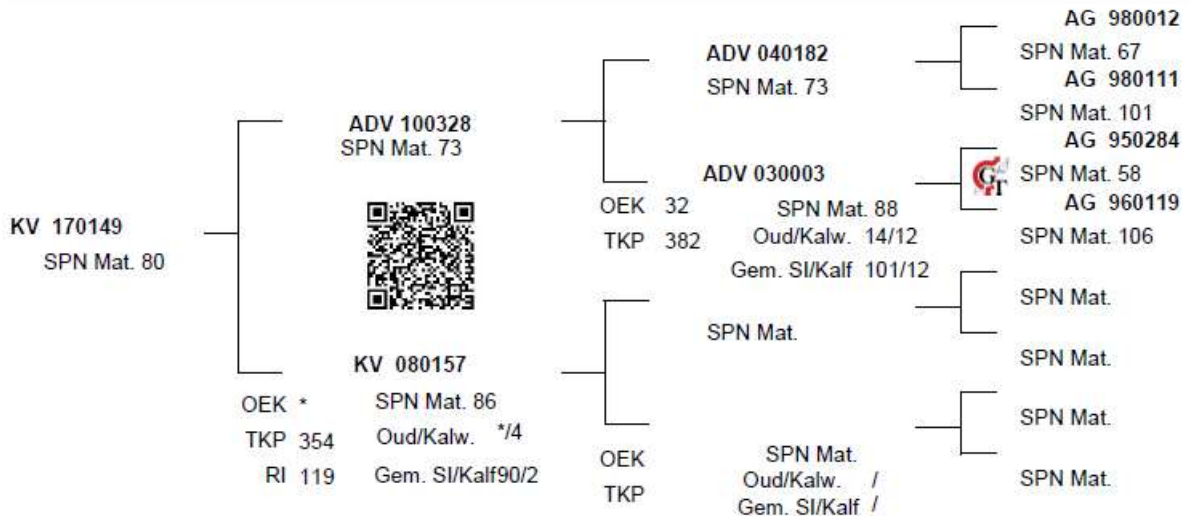 KV 170149
SPN Mat. 80
ADV 100328
SPN Mat. 73
KV 080157
OEK * SPN Mat. 86
TKP 354 Oud/Kalw. */4
RI 119 Gem. SI/Kalf90/2
ADV 040182
SPN Mat. 73
ADV 030003
OEK 32 SPN Mat. 88
TKP 382 Oud/Kalw. 14/12
Gem. SI/Kalf 101/12
SPN Mat.
OEK SPN Mat.
TKP Oud/Kalw. /
Gem. SI/Kalf /
AG 980012
SPN Mat. 67
AG 980111
SPN Mat. 101
AG 950284
GT SPN Mat. 58
AG 960119
SPN Mat. 106
SPN Mat.
SPN Mat.
SPN Mat.
SPN Mat.